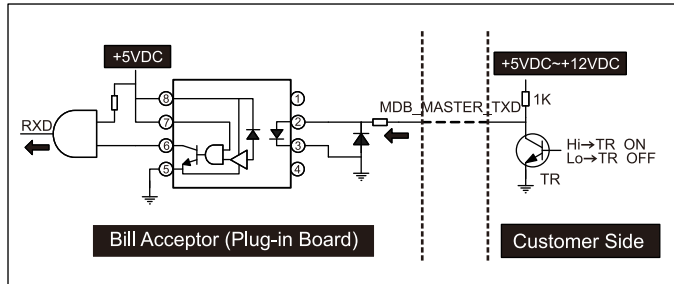 +5VDC
+5VDC~+12VDC
8
1
MDB_MASTER_TXD
1K
RXD
7
2
6
3
Hi→TR ON
Lo→TR OFF
5
4
TR
Bill Acceptor (Plug-in Board)
Customer Side